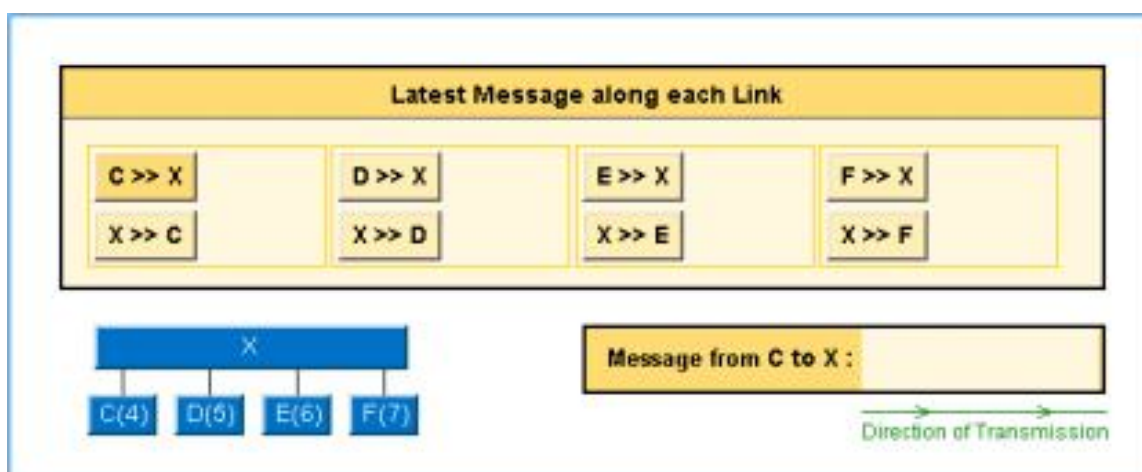 Latest Message along each Link
C >> X D >> X E >> X F >> X
X >> C X >> D X >> E X >> F
X
Message from C to X :
C(4) D(5) E(6) F(7)
Direction of Transmission